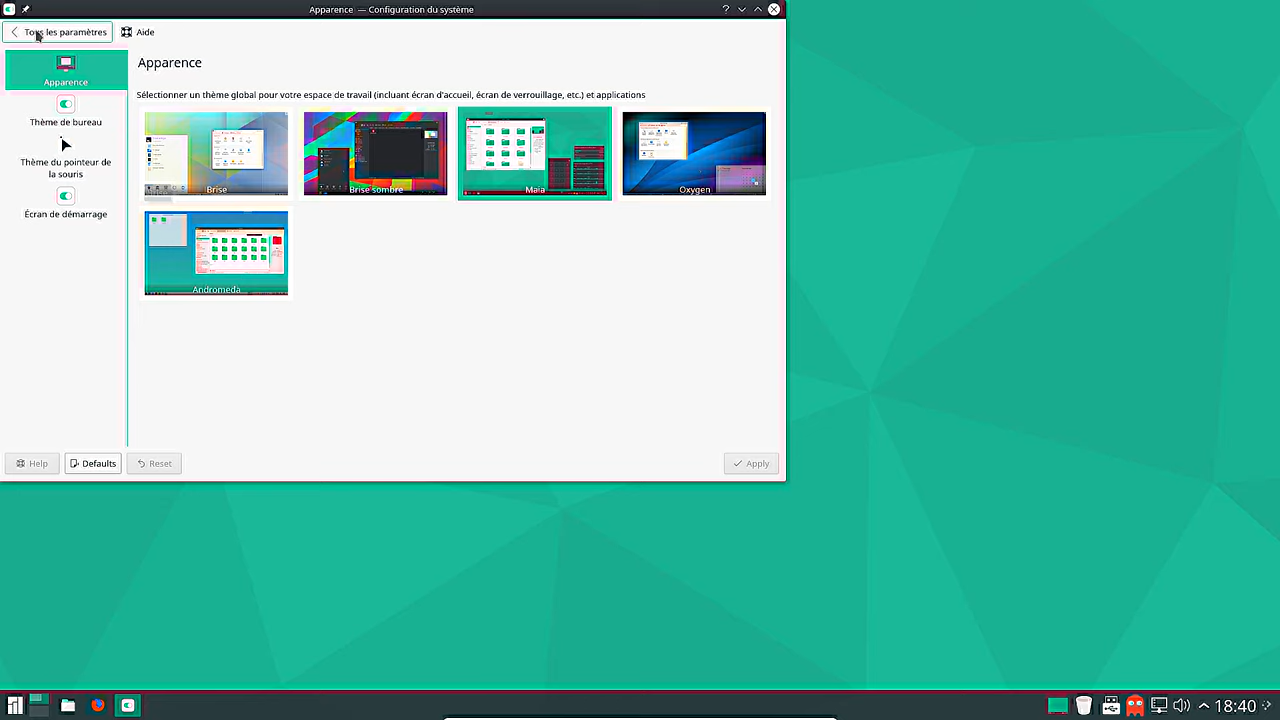 Apparence — Configuration du système
Tous les paramètres
Aide
Apparence
Thème de bureau
Thème du pointeur de
la souris
Écran de démarrage
Apparence
Sélectionner un thème global pour votre espace de travail (incluant écran d'accueil, écran de verrouillage, etc.) et applications
Brise
Brise sombre
Maia
Oxygen
Andromeda
Help
Defaults
Reset
Apply
18:40